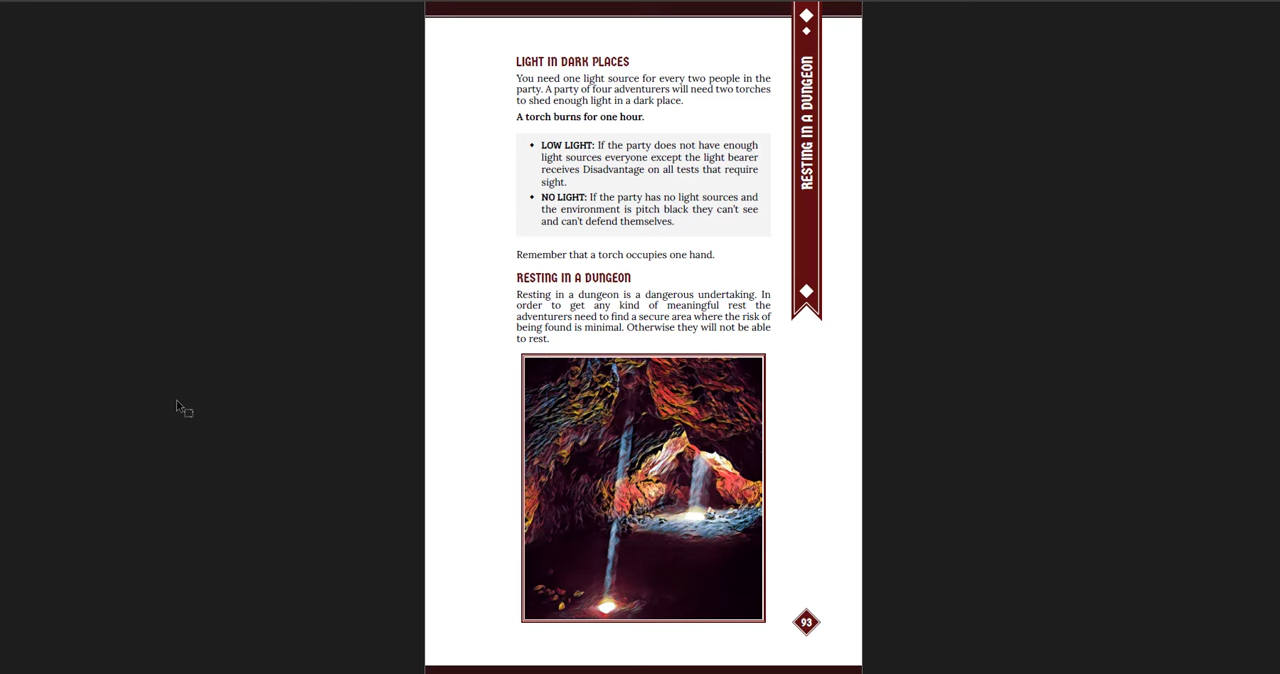 LIGHT IN DARK PLACES
You need one light source for every two people in the
party. A party of four adventurers will need two torches
to shed enough light in a dark place.
A torch burns for one hour.
• LOW LIGHT: If the party does not have enough
light sources everyone except the light bearer
receives Disadvantage on all tests that require
sight.
• NO LIGHT: If the party has no light sources and
the environment is pitch black they can't see
and can't defend themselves.
Remember that a torch occupies one hand.
RESTING IN A DUNGEON
Resting in a dungeon is a dangerous undertaking. In
order to get any kind of meaningful rest the
adventurers need to find a secure area where the risk of
being found is minimal. Otherwise they will not be able
to rest.
RESTING IN A DUNGEON
93